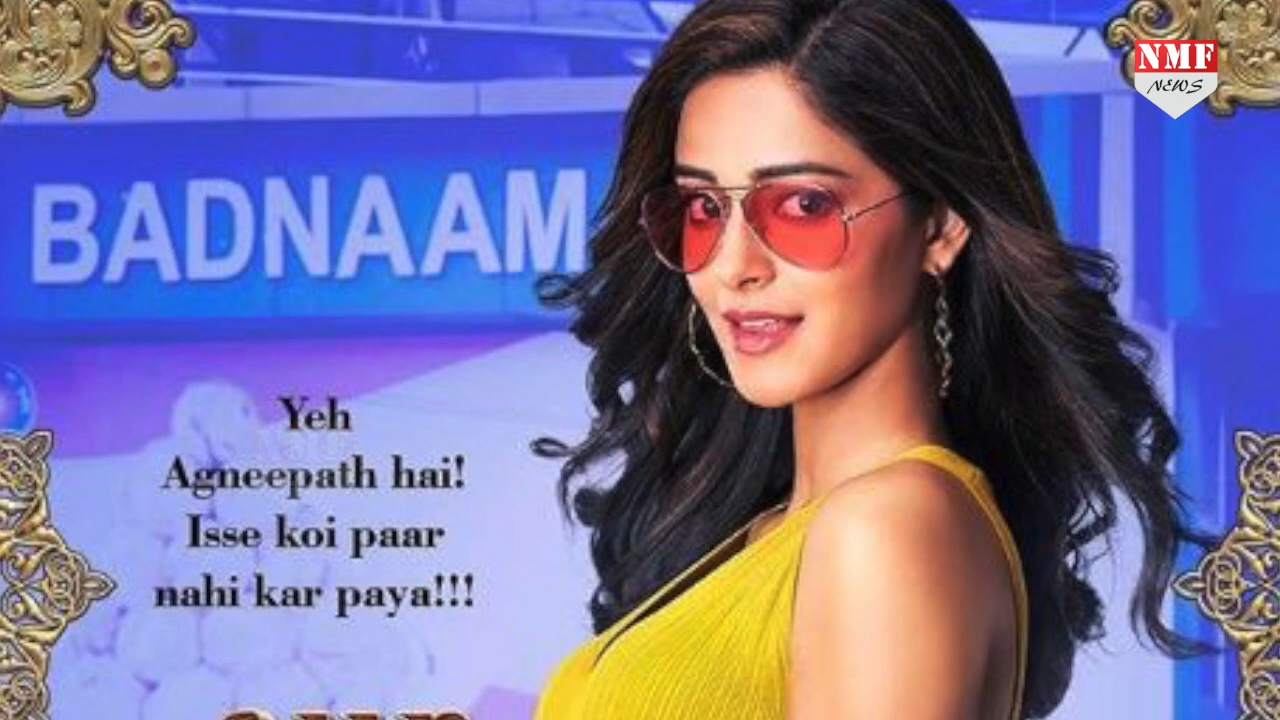 NMF
NEWS
BADNAAM
Yeh
Agneepath hai!
Isse koi paar
nahi kar paya!!!